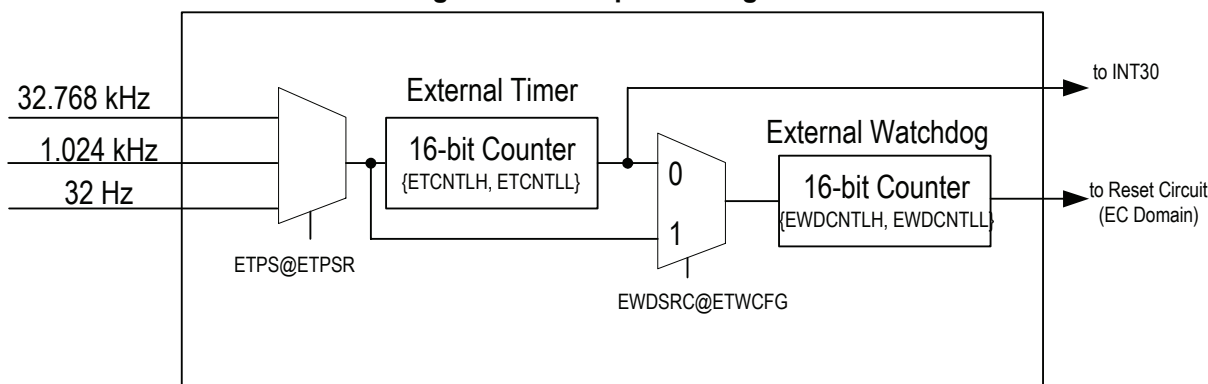 to INT30
32.768 kHz
External Timer
1.024 kHz
16-bit Counter
{ETCNTLH, ETCNTLL}
External Watchdog
0
16-bit Counter
{EWDCNTLH, EWDCNTLL}
to Reset Circuit
(EC Domain)
32 Hz
1
ETPS@ETPSR
EWDSRC@ETWCFG